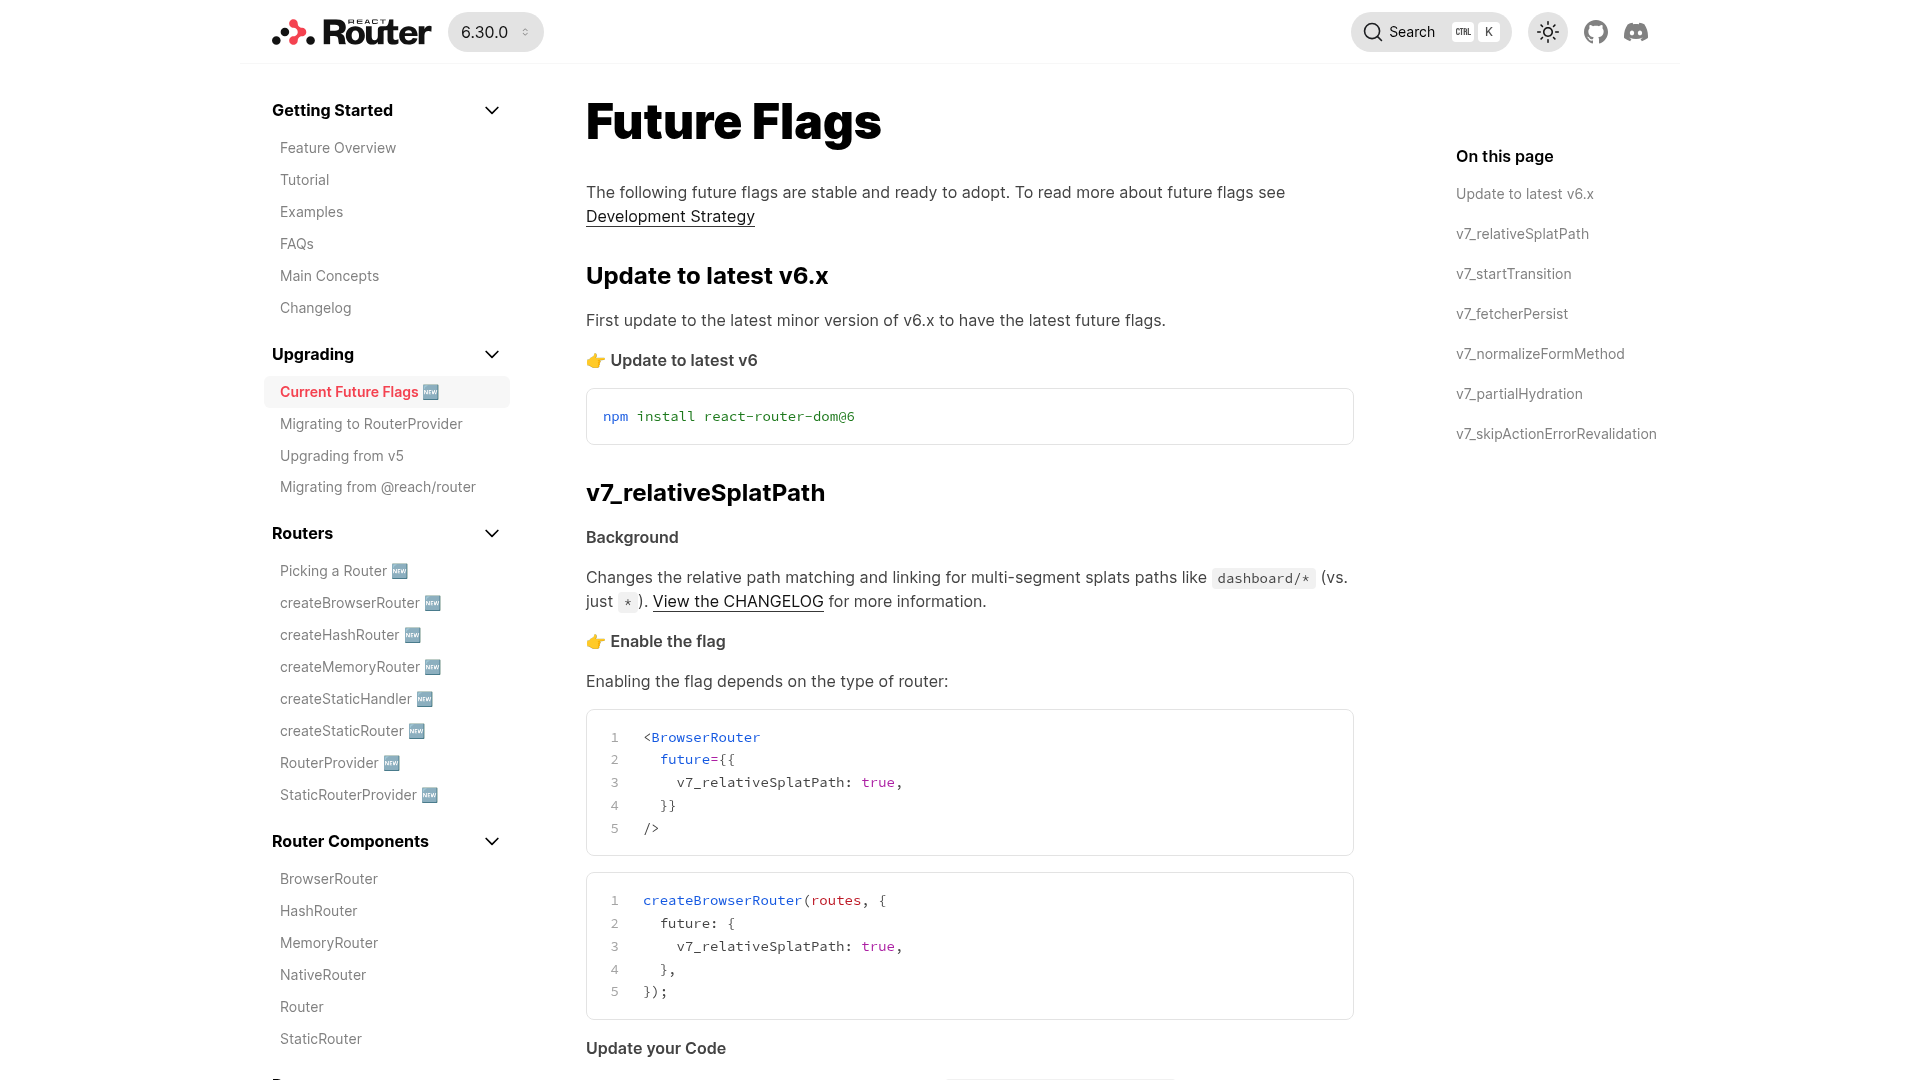 REACT
Router
6.30.0
Search
CTRL K
Getting Started
Feature Overview
Tutorial
Examples
FAQs
Main Concepts
Changelog
Upgrading
Current Future Flags 🆕
Migrating to RouterProvider
Upgrading from v5
Migrating from @reach/router
Routers
Picking a Router 🆕
createBrowserRouter 🆕
createHashRouter 🆕
createMemoryRouter 🆕
createStaticHandler 🆕
createStaticRouter 🆕
RouterProvider 🆕
StaticRouterProvider 🆕
Router Components
BrowserRouter
HashRouter
MemoryRouter
NativeRouter
Router
StaticRouter
Future Flags
The following future flags are stable and ready to adopt. To read more about future flags see
Development Strategy
Update to latest v6.x
First update to the latest minor version of v6.x to have the latest future flags.
👉 Update to latest v6
npm install react-router-dom@6
v7_relativeSplatPath
Background
Changes the relative path matching and linking for multi-segment splats paths like dashboard/* (vs.
just *). View the CHANGELOG for more information.
👉 Enable the flag
Enabling the flag depends on the type of router:
1 <BrowserRouter
2 future={{
3 v7_relativeSplatPath: true,
4 }}
5 />
1 createBrowserRouter(routes, {
2 future: {
3 v7_relativeSplatPath: true,
4 },
5 });
Update your Code
On this page
Update to latest v6.x
v7_relativeSplatPath
v7_startTransition
v7_fetcherPersist
v7_normalizeFormMethod
v7_partialHydration
v7_skipActionErrorRevalidation